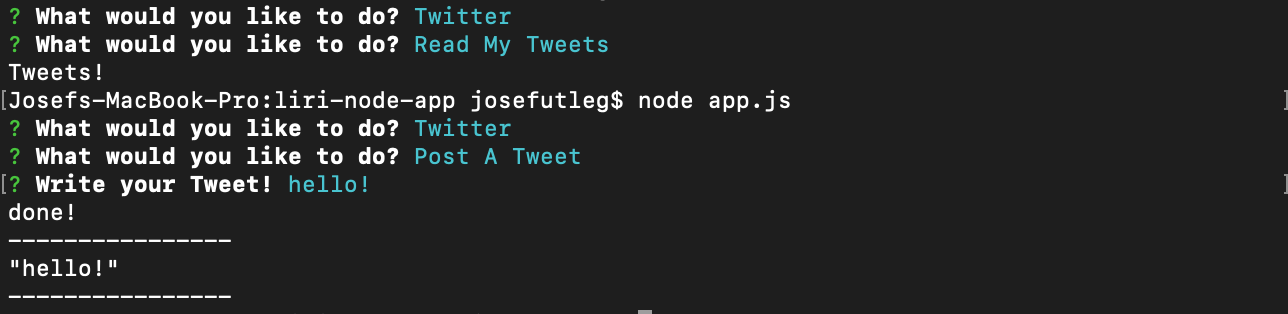 ? What would you like to do? Twitter
? What would you like to do? Read My Tweets
Tweets!
[Josefs-MacBook-Pro:liri-node-app josefutleg$ node app.js ]
? What would you like to do? Twitter
? What would you like to do? Post A Tweet
[? Write your Tweet! hello! ]
done!
----------------
"hello!"
----------------